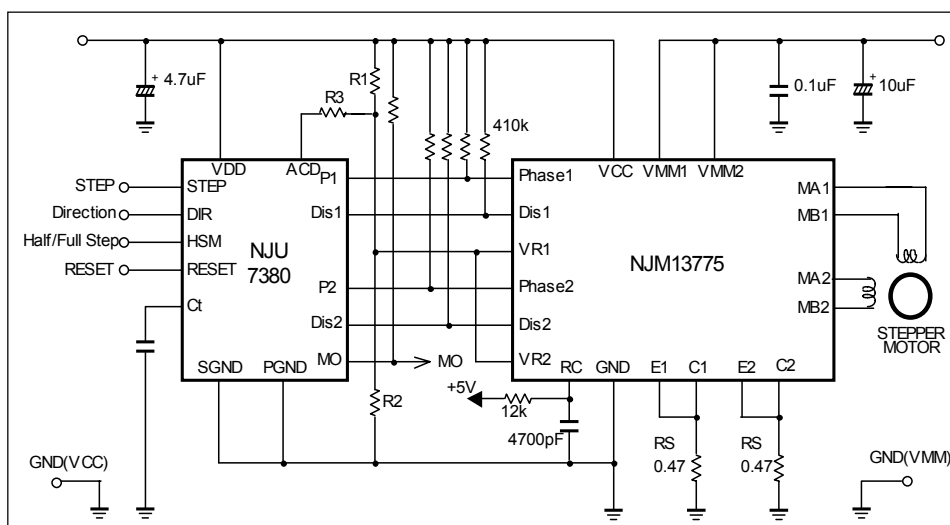 + 4.7uF
R1
R3
410k
0.1uF
+ 10uF
VDD
ACD
VCC
VMM1
VMM2
STEP
STEP
P1
Phase1
MA1
Direction
DIR
Dis1
Dis1
MB1
Half/Full Step
HSM
NJU
7380
VR1
NJM13775
RESET
RESET
P2
Phase2
MA2
Ct
Dis2
Dis2
MB2
MO
MO
VR2
STEPPER
MOTOR
SGND
PGND
RC
GND
E1
C1
E2
C2
+5V
12k
R2
4700pF
RS
0.47
RS
0.47
GND(VCC)
GND(VMM)